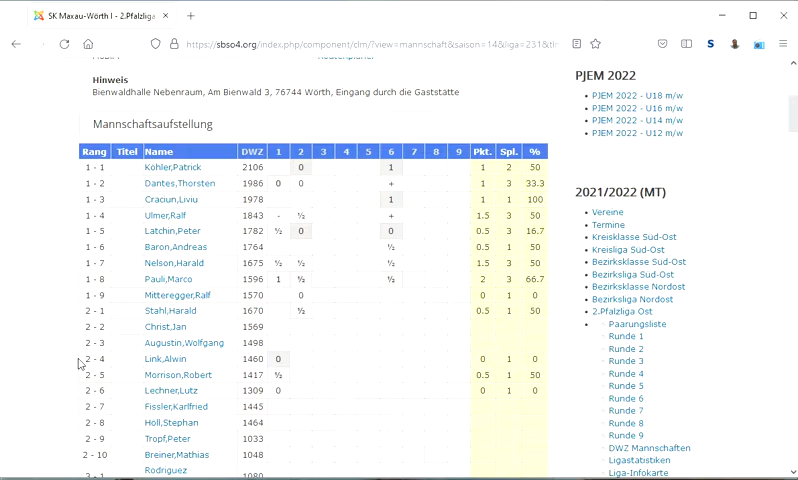 SK Maxau-Wörth I - 2.Pfalzliga
https://sbso4.org/index.php/component/clm/?view=mannschaft&saison=14&liga=231&tln
Hinweis
Bienwaldhalle Nebenraum, Am Bienwald 3, 76744 Wörth, Eingang durch die Gaststätte
Mannschaftsaufstellung
Rang Titel Name DWZ 1 2 3 4 5 6 7 8 9 Pkt. Spl. %
1 - 1 Köhler,Patrick 2106 0 1 1 2 50
1 - 2 Dantes,Thorsten 1986 0 0 + 1 3 33.3
1 - 3 Craciun,Liviu 1978 1 1 1 100
1 - 4 Ulmer,Ralf 1843 - ½ + 1.5 3 50
1 - 5 Latchin,Peter 1782 ½ 0 0 0.5 3 16.7
1 - 6 Baron,Andreas 1764 ½ 0.5 1 50
1 - 7 Nelson,Harald 1675 ½ ½ ½ 1.5 3 50
1 - 8 Pauli,Marco 1596 1 ½ ½ 2 3 66.7
1 - 9 Mitteregger,Ralf 1570 0 0 1 0
2 - 1 Stahl,Harald 1670 ½ 0.5 1 50
2 - 2 Christ,Jan 1569
2 - 3 Augustin,Wolfgang 1498
2 - 4 Link,Alwin 1460 0 0 1 0
2 - 5 Morrison,Robert 1417 ½ 0.5 1 50
2 - 6 Lechner,Lutz 1309 0 0 1 0
2 - 7 Fissler,Karlfried 1445
2 - 8 Höll,Stephan 1464
2 - 9 Tropf,Peter 1033
2 - 10 Breiner,Mathias 1048
Rodriguez
PJEM 2022
PJEM 2022 - U18 m/w
PJEM 2022 - U16 m/w
PJEM 2022 - U14 m/w
PJEM 2022 - U12 m/w
2021/2022 (MT)
Vereine
Termine
Kreisklasse Süd-Ost
Kreisliga Süd-Ost
Bezirksklasse Süd-Ost
Bezirksliga Süd-Ost
Bezirksklasse Nordost
Bezirksliga Nordost
2.Pfalzliga Ost
Paarungsliste
Runde 1
Runde 2
Runde 3
Runde 4
Runde 5
Runde 6
Runde 7
Runde 8
Runde 9
DWZ Mannschaften
Ligastatistiken
Liga-Infokarte